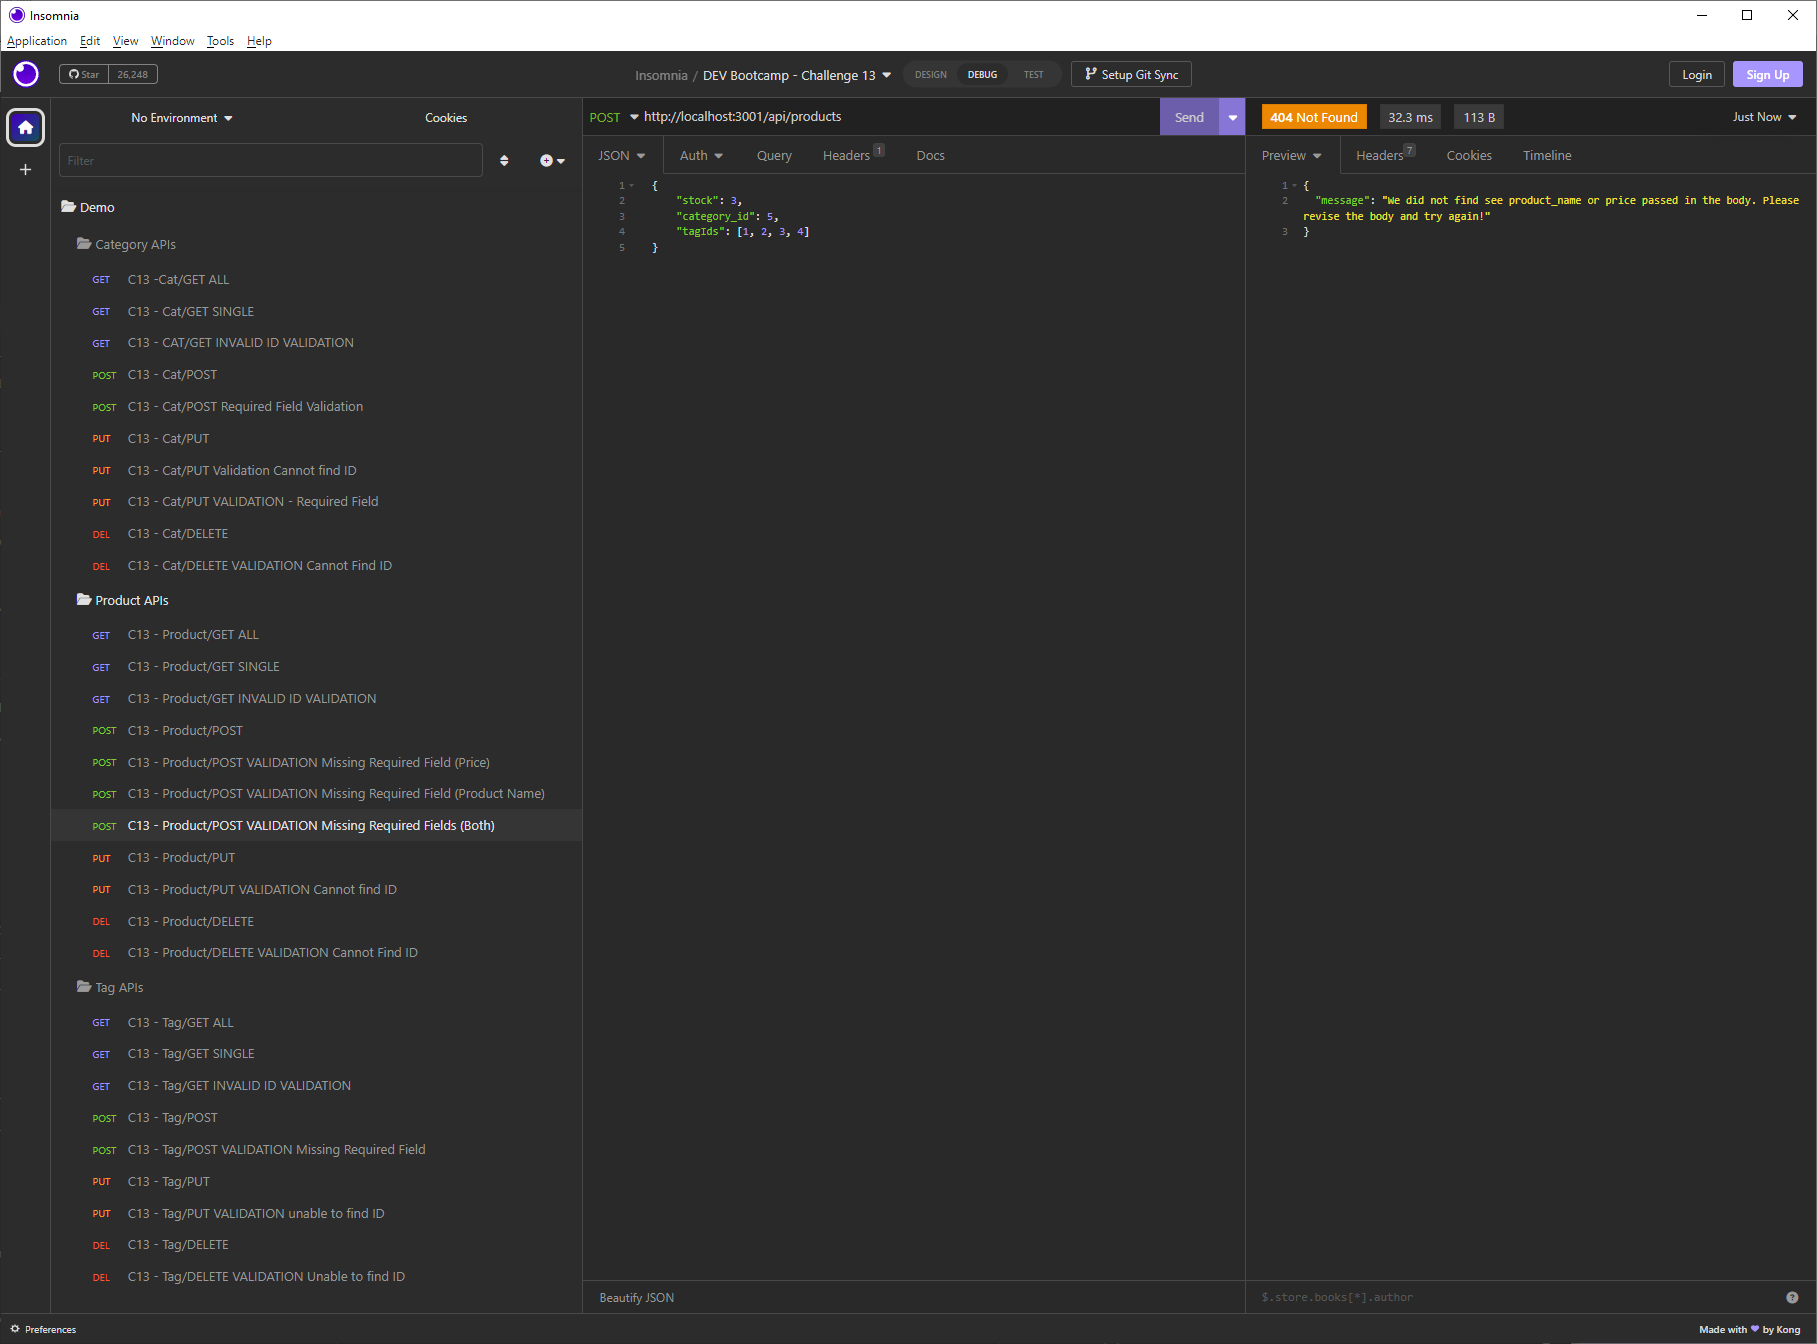 Insomnia
Application Edit View Window Tools Help
Star 26,248
Insomnia / DEV Bootcamp - Challenge 13
DESIGN DEBUG TEST
Setup Git Sync
Login Sign Up
No Environment
Cookies
Filter
Demo
Category APIs
GET C13 -Cat/GET ALL
GET C13 - Cat/GET SINGLE
GET C13 - CAT/GET INVALID ID VALIDATION
POST C13 - Cat/POST
POST C13 - Cat/POST Required Field Validation
PUT C13 - Cat/PUT
PUT C13 - Cat/PUT Validation Cannot find ID
PUT C13 - Cat/PUT VALIDATION - Required Field
DEL C13 - Cat/DELETE
DEL C13 - Cat/DELETE VALIDATION Cannot Find ID
Product APIs
GET C13 - Product/GET ALL
GET C13 - Product/GET SINGLE
GET C13 - Product/GET INVALID ID VALIDATION
POST C13 - Product/POST
POST C13 - Product/POST VALIDATION Missing Required Field (Price)
POST C13 - Product/POST VALIDATION Missing Required Field (Product Name)
POST C13 - Product/POST VALIDATION Missing Required Fields (Both)
PUT C13 - Product/PUT
PUT C13 - Product/PUT VALIDATION Cannot find ID
DEL C13 - Product/DELETE
DEL C13 - Product/DELETE VALIDATION Cannot Find ID
Tag APIs
GET C13 - Tag/GET ALL
GET C13 - Tag/GET SINGLE
GET C13 - Tag/GET INVALID ID VALIDATION
POST C13 - Tag/POST
POST C13 - Tag/POST VALIDATION Missing Required Field
PUT C13 - Tag/PUT
PUT C13 - Tag/PUT VALIDATION unable to find ID
DEL C13 - Tag/DELETE
DEL C13 - Tag/DELETE VALIDATION Unable to find ID
POST http://localhost:3001/api/products Send
JSON Auth Query Headers 1 Docs
1 {
2 "stock": 3,
3 "category_id": 5,
4 "tagIds": [1, 2, 3, 4]
5 }
Beautify JSON
404 Not Found 32.3 ms 113 B Just Now
Preview Headers 7 Cookies Timeline
1 {
2 "message": "We did not find see product_name or price passed in the body. Please
revise the body and try again!"
3 }
$.store.books[*].author
?
Preferences
Made with ❤ by Kong